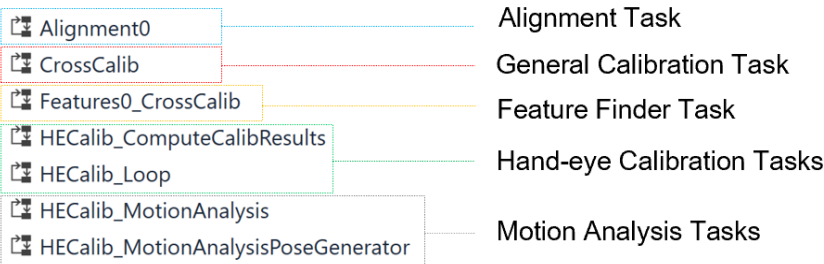 Alignment0
Alignment Task
CrossCalib
General Calibration Task
Features0_CrossCalib
Feature Finder Task
HECalib_ComputeCalibResults
HECalib_Loop
Hand-eye Calibration Tasks
HECalib_MotionAnalysis
HECalib_MotionAnalysisPoseGenerator
Motion Analysis Tasks